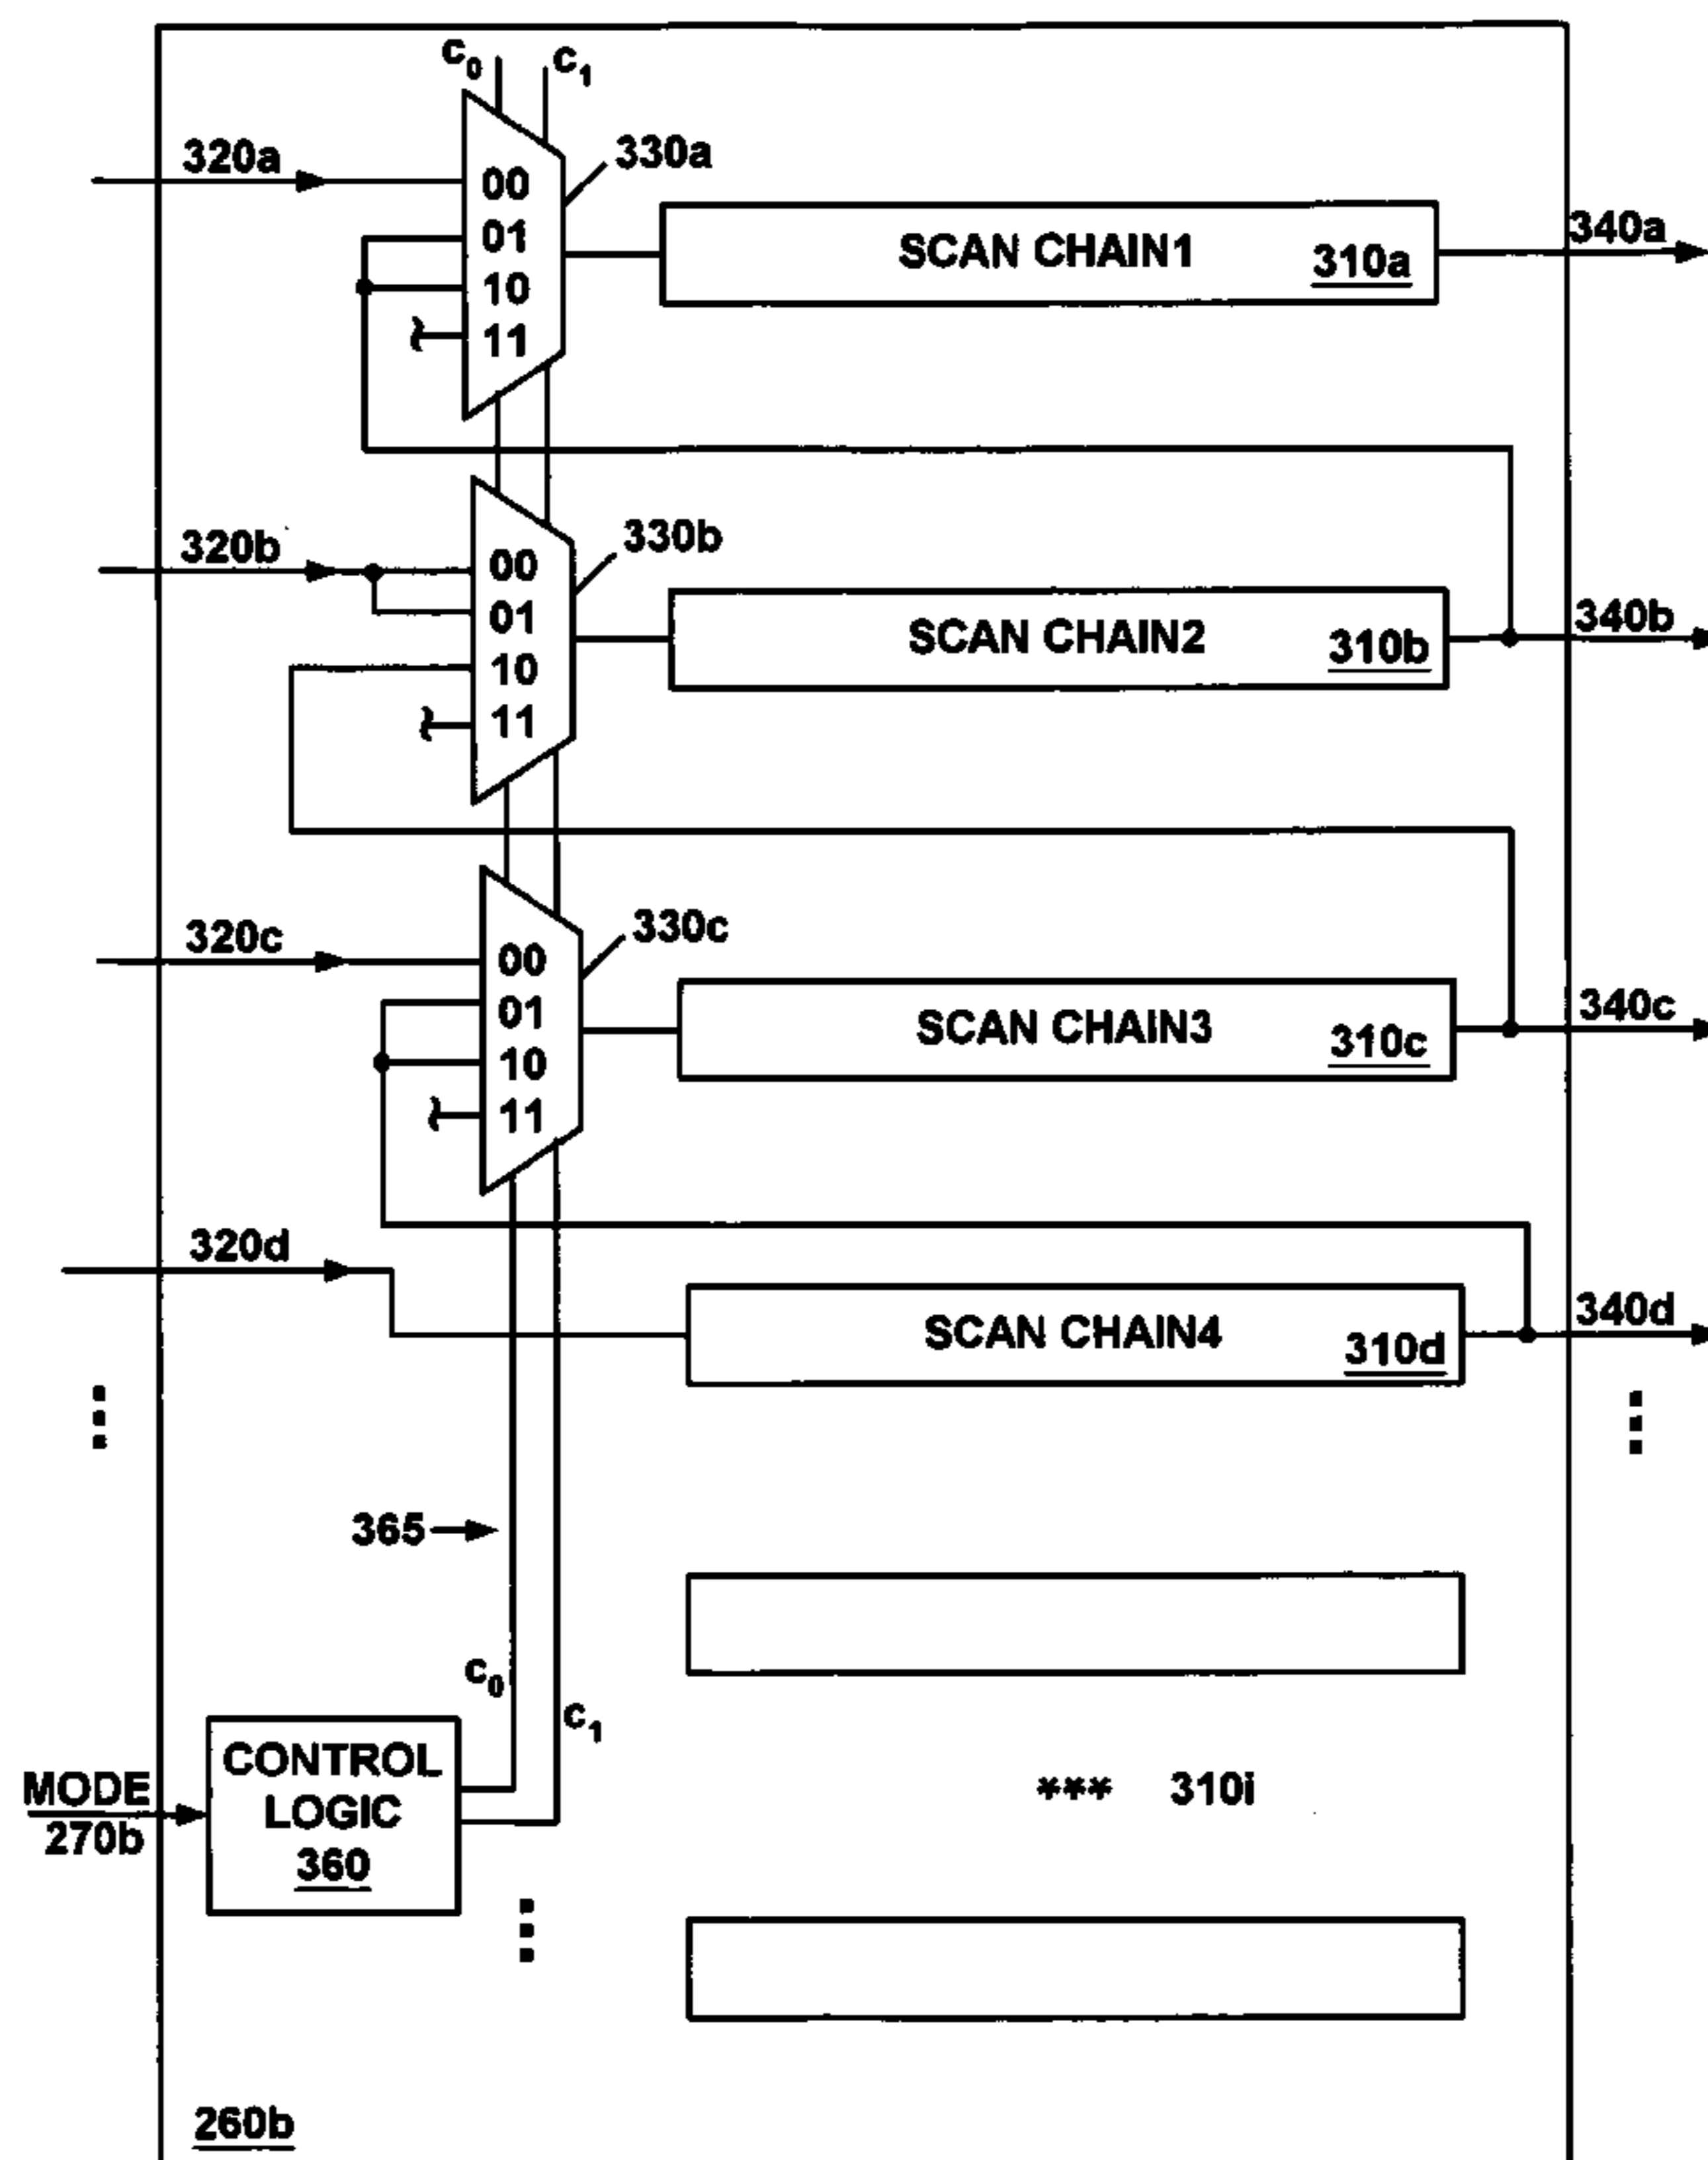 c0 c1
320a
00
01
10
11
330a
SCAN CHAIN1 310a
340a
320b
00
01
10
11
330b
SCAN CHAIN2 310b
340b
320c
00
01
10
11
330c
SCAN CHAIN3 310c
340c
320d
SCAN CHAIN4 310d
340d
365
c0
c1
MODE
270b
CONTROL
LOGIC
360
*** 310i
260b